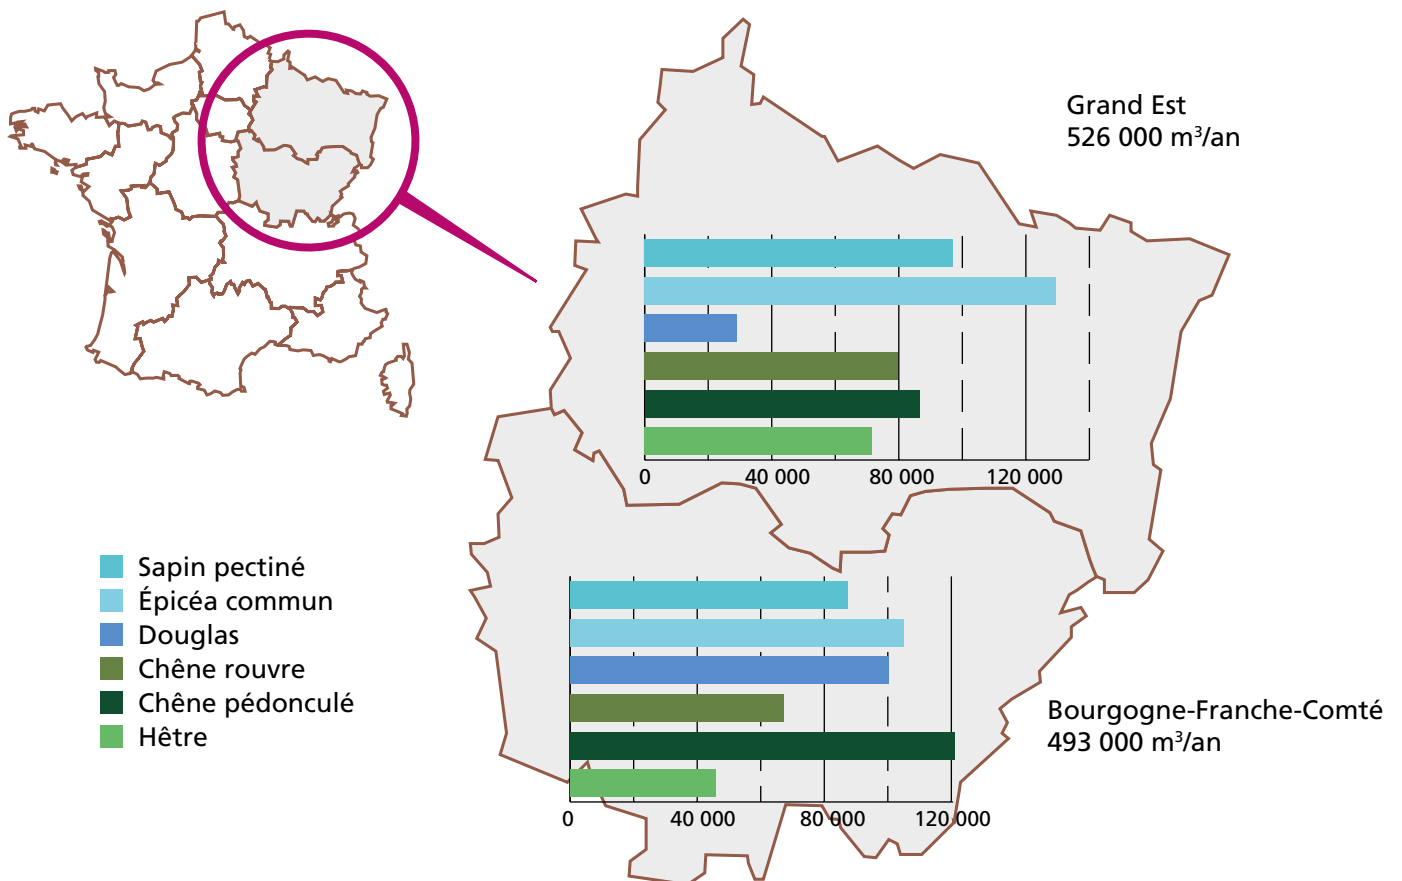 Grand Est
526 000 m³/an
0 40 000 80 000 120 000
Sapin pectiné
Épicéa commun
Douglas
Chêne rouvre
Chêne pédonculé
Hêtre
Bourgogne-Franche-Comté
493 000 m³/an
0 40 000 80 000 120 000